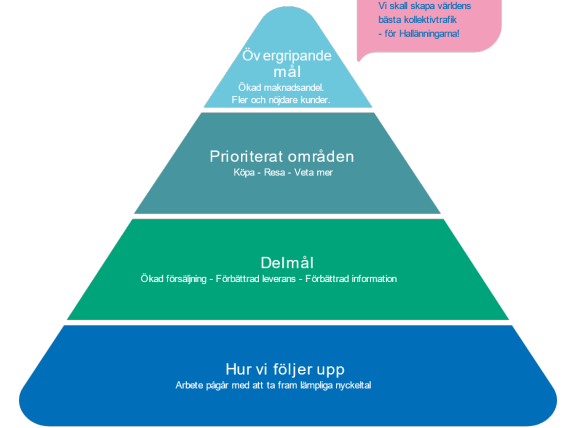 Vi skall skapa världens
bästa kollektivtrafik
- för Hallänningarna!
Öv ergripande
mål
Ökad maknadsandel.
Fler och nöjdare kunder.
Prioriterat områden
Köpa - Resa - Veta mer
Delmål
Ökad försäljning - Förbättrad leverans - Förbättrad information
Hur vi följer upp
Arbete pågår med att ta fram lämpliga nyckeltal